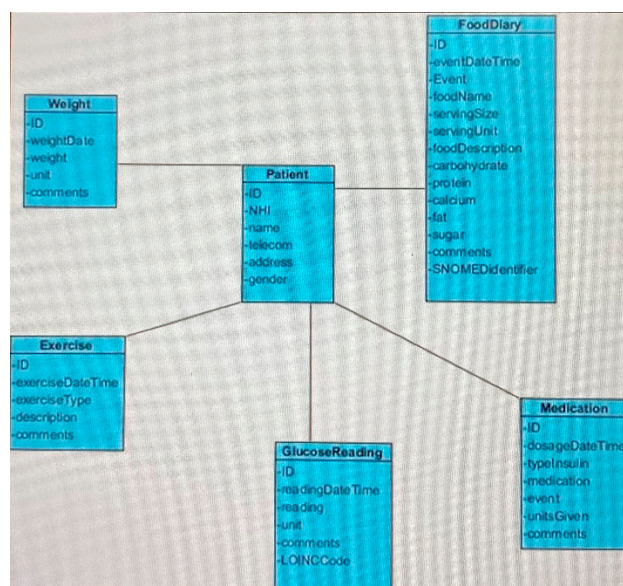 FoodDiary
-ID
-eventDateTime
-Event
-foodName
-servingSize
-servingUnit
-foodDescription
-carbohydrate
-protein
-calcium
-fat
-sugar
-comments
-SNOMEDidentifier
Weight
-ID
-weightDate
-weight
-unit
-comments
Patient
-ID
-NHI
-name
-telecom
-address
-gender
Exercise
-ID
-exerciseDateTime
-exerciseType
-description
-comments
GlucoseReading
-ID
-readingDateTime
-reading
-unit
-comments
-LOINCCode
Medication
-ID
-dosageDateTime
-typeInsulin
-medication
-event
-unitsGiven
-comments